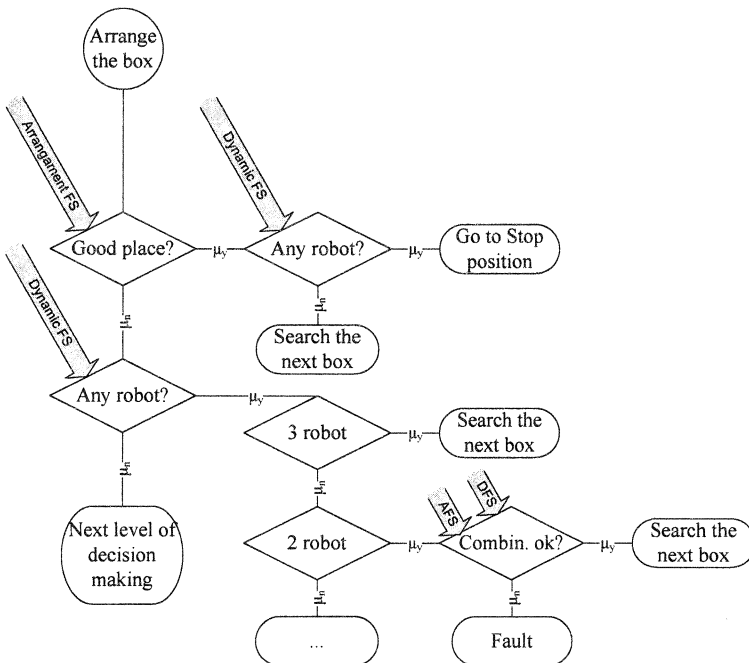 Arrange
the box
Arrangament FS
Dynamic FS
Good place?
μy
Any robot?
μy
Go to Stop
position
μn
μn
Search the
next box
Dynamic FS
Any robot?
μy
3 robot
μy
Search the
next box
μn
μn
AFS
DFS
Next level of
decision
making
2 robot
μy
Combin. ok?
μy
Search the
next box
μn
μn
...
Fault